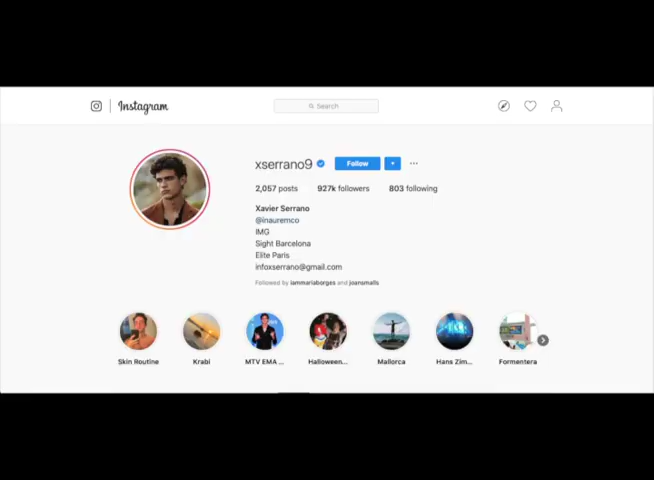 Instagram
Search
xserrano9 Follow
2,057 posts 927k followers 803 following
Xavier Serrano
@inauremco
IMG
Sight Barcelona
Elite Paris
infoxserrano@gmail.com
Followed by iammariaborges and joansmalls
Skin Routine Krabi MTV EMA ... Halloween... Mallorca Hans Zim... Formentera